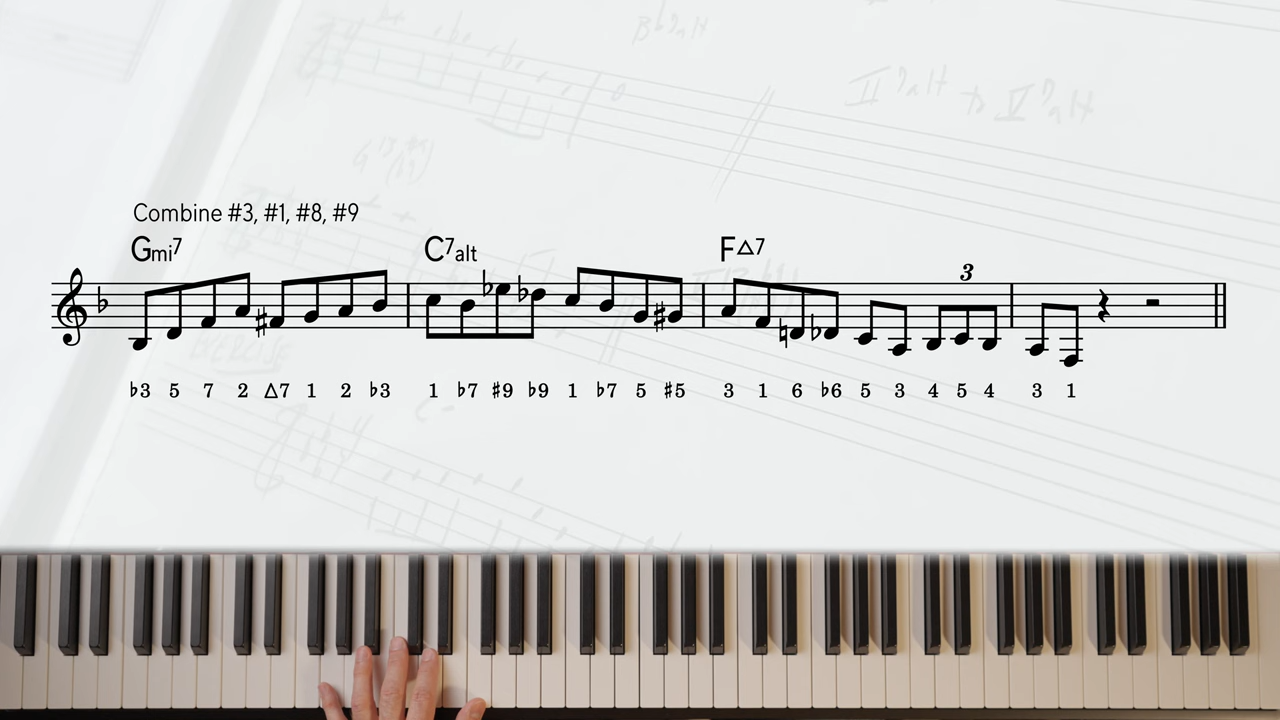 Combine #3, #1, #8, #9
Gmi7 C7alt F△7
3
♭3 5 7 2 △7 1 2 ♭3 1 ♭7 #9 ♭9 1 ♭7 5 #5 3 1 6 ♭6 5 3 4 5 4 3 1